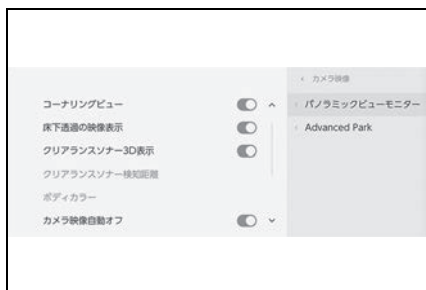 カメラ映像
コーナリングビュー
パノラミックビューモニター
床下透過の映像表示
Advanced Park
クリアランスソナー3D表示
クリアランスソナー検知距離
ボディカラー
カメラ映像自動オフ